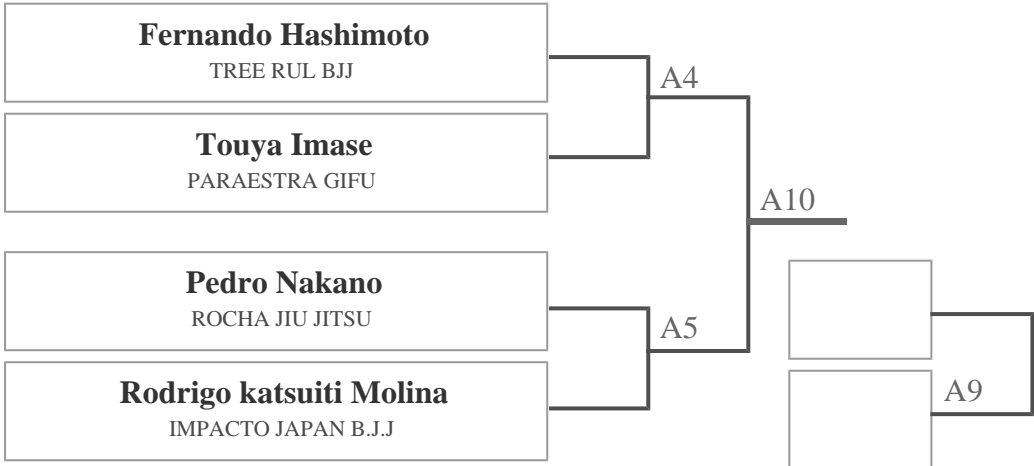 Fernando Hashimoto
TREE RUL BJJ
A4
Touya Imase
PARAESTRA GIFU
A10
Pedro Nakano
ROCHA JIU JITSU
A5
Rodrigo katsuiti Molina
IMPACTO JAPAN B.J.J
A9